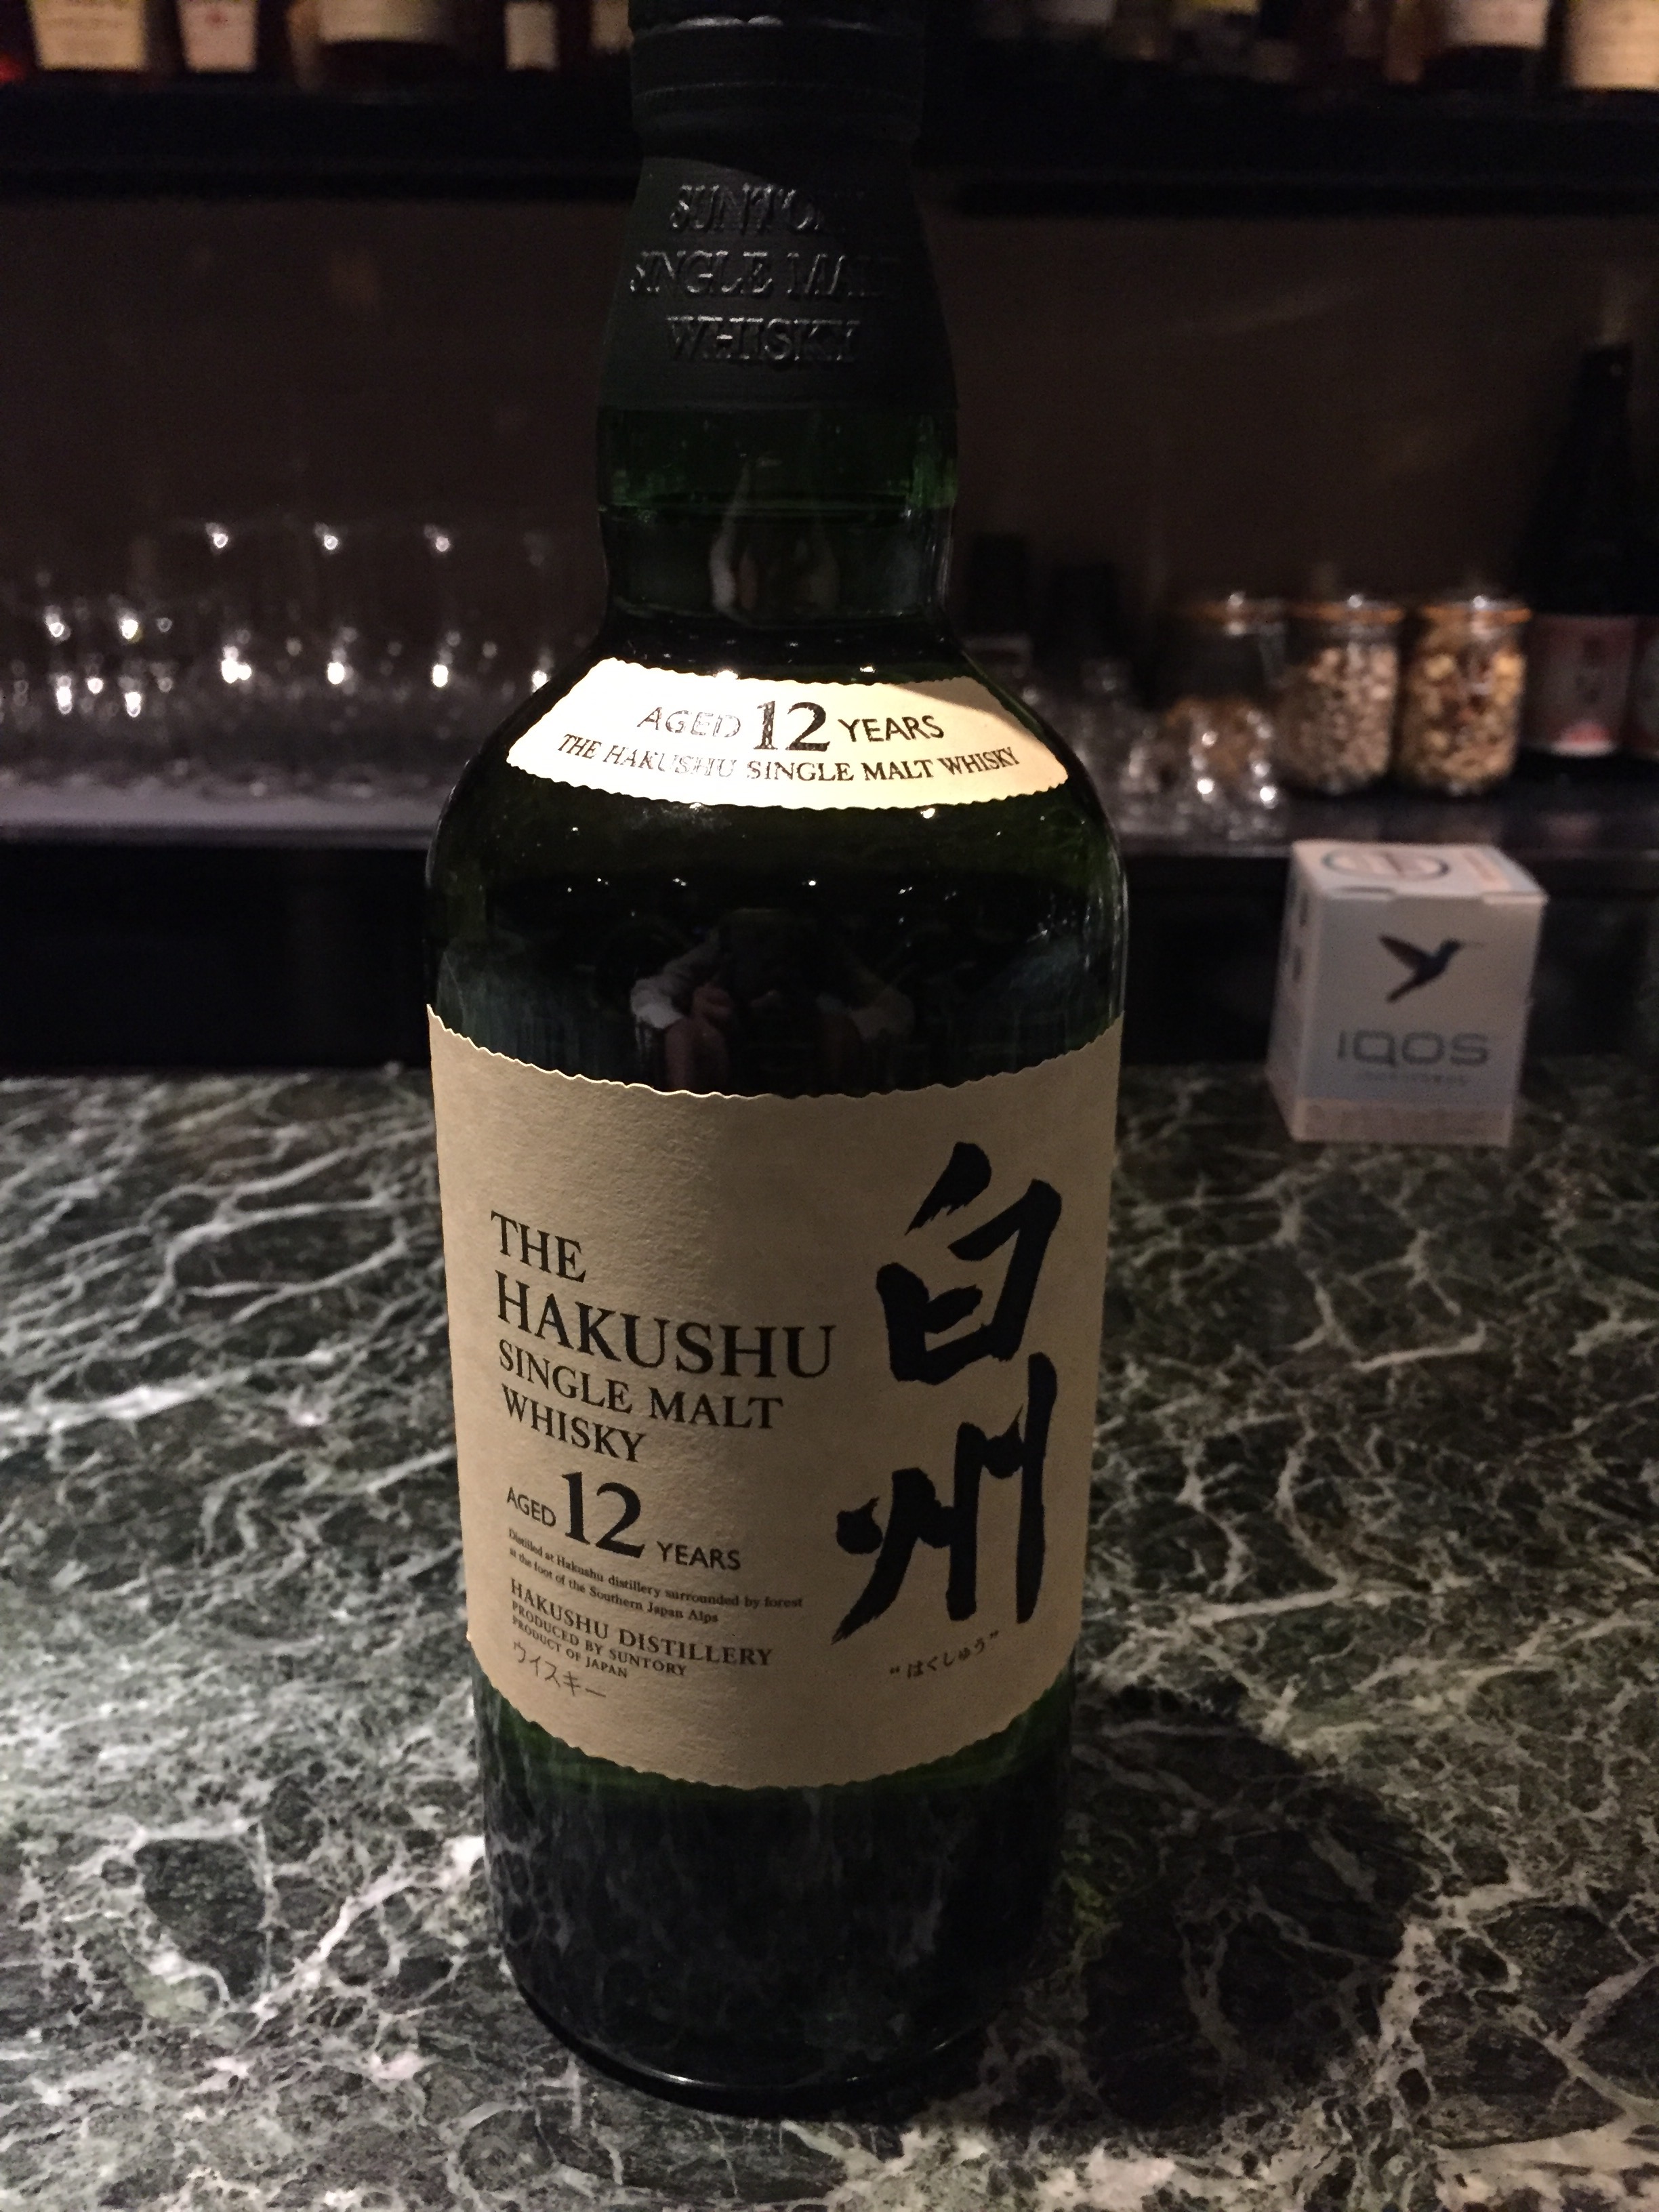 SUNTORY
SINGLE MALT
WHISKY
AGED 12 YEARS
THE HAKUSHU SINGLE MALT WHISKY
THE
HAKUSHU
SINGLE MALT
WHISKY
AGED 12 YEARS
Distilled at Hakushu distillery surrounded by forest
at the foot of the Southern Japan Alps
HAKUSHU DISTILLERY
PRODUCED BY SUNTORY
PRODUCT OF JAPAN
ウイスキー
白州
"はくしゅう"
IQOS